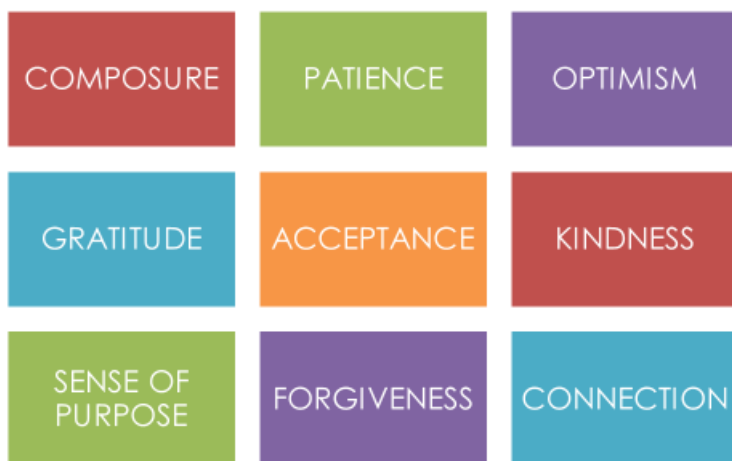 COMPOSURE
PATIENCE
OPTIMISM
GRATITUDE
ACCEPTANCE
KINDNESS
SENSE OF
PURPOSE
FORGIVENESS
CONNECTION